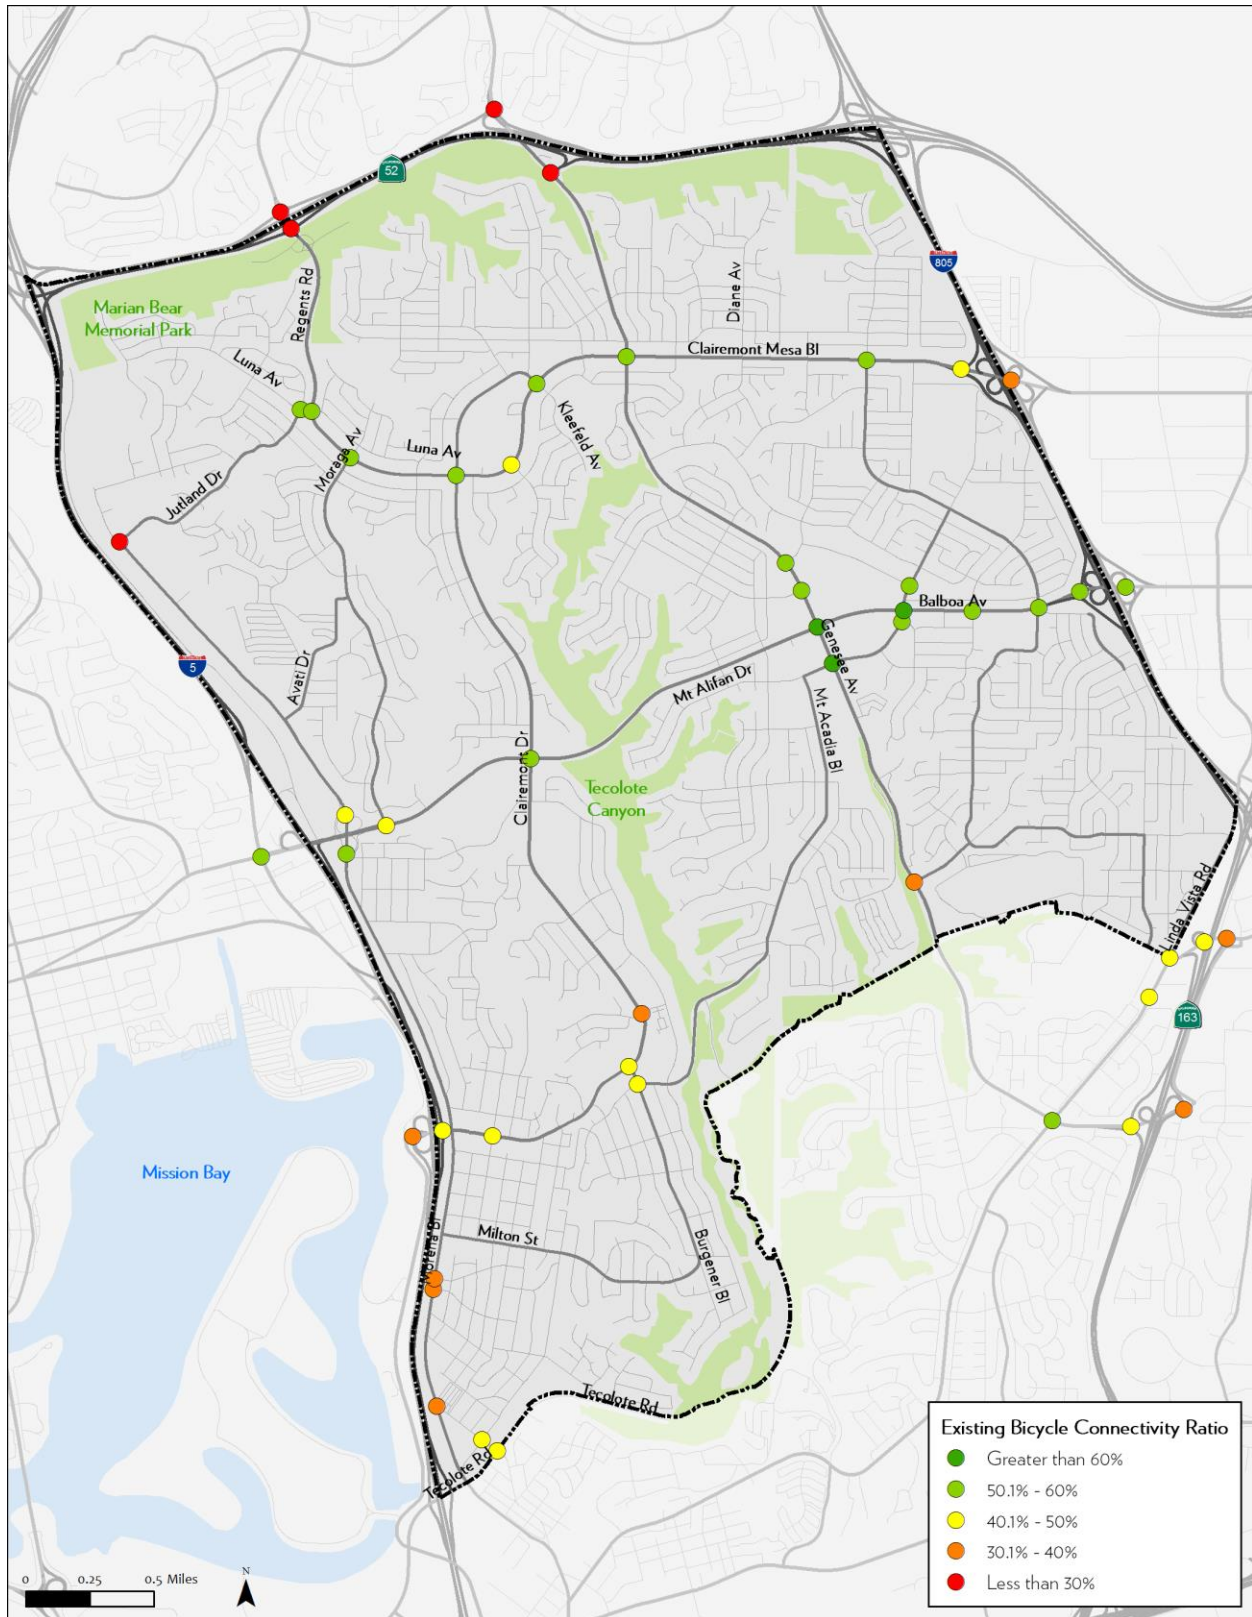 52
CALIFORNIA
INTERSTATE
805
Marian Bear
Memorial Park
Regents Rd
Diane Av
Luna Av
Clairemont Mesa Bl
Kleefeld Av
Moraga Av
Luna Av
Jutland Dr
Balboa Av
Genesee Av
5
Avati Dr
Mt Alifan Dr
Mt Acadia Bl
Clairemont Dr
Tecolote
Canyon
Linda Vista Rd
163
Mission Bay
Morena Bl
Milton St
Burgener Bl
Tecolote Rd
Tecolote Rd
Existing Bicycle Connectivity Ratio
Greater than 60%
50.1% - 60%
40.1% - 50%
30.1% - 40%
Less than 30%
0 0.25 0.5 Miles
N